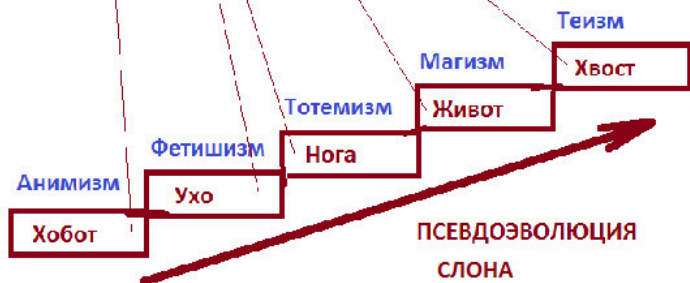 Теизм
Хвост
Магизм
Живот
Тотемизм
Нога
Фетишизм
Ухо
Анимизм
Хобот
ПСЕВДОЭВОЛЮЦИЯ
СЛОНА